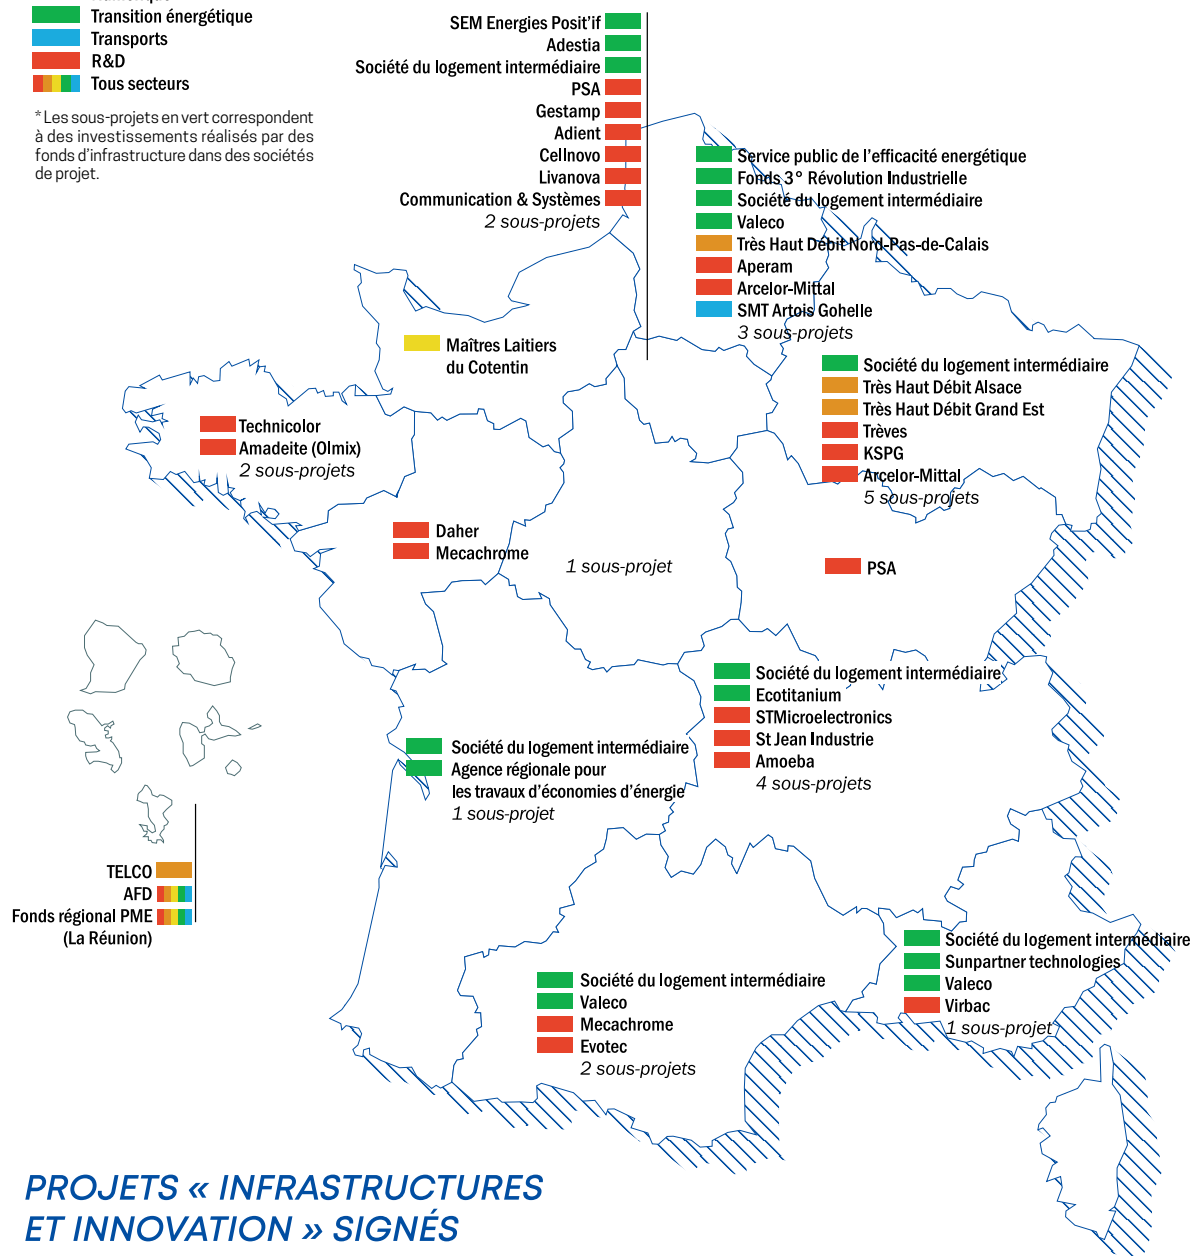 Transition énergétique
Transports
R&D
Tous secteurs
* Les sous-projets en vert correspondent
à des investissements réalisés par des
fonds d'infrastructure dans des sociétés
de projet.
SEM Energies Posit'if
Adestia
Société du logement intermédiaire
PSA
Gestamp
Adient
Cellnovo
Livanova
Communication & Systèmes
2 sous-projets
Service public de l'efficacité energétique
Fonds 3° Révolution Industrielle
Société du logement intermédiaire
Valeco
Très Haut Débit Nord-Pas-de-Calais
Aperam
Arcelor-Mittal
SMT Artois Gohelle
3 sous-projets
Maîtres Laitiers
du Cotentin
Société du logement intermédiaire
Très Haut Débit Alsace
Très Haut Débit Grand Est
Trèves
KSPG
Arcelor-Mittal
5 sous-projets
Technicolor
Amadeite (Olmix)
2 sous-projets
Daher
Mecachrome
1 sous-projet
PSA
Société du logement intermédiaire
Ecotitanium
STMicroelectronics
St Jean Industrie
Amoeba
4 sous-projets
Société du logement intermédiaire
Agence régionale pour
les travaux d'économies d'énergie
1 sous-projet
TELCO
AFD
Fonds régional PME
(La Réunion)
Société du logement intermédiaire
Sunpartner technologies
Valeco
Virbac
1 sous-projet
Société du logement intermédiaire
Valeco
Mecachrome
Evotec
2 sous-projets
PROJETS « INFRASTRUCTURES
ET INNOVATION » SIGNÉS